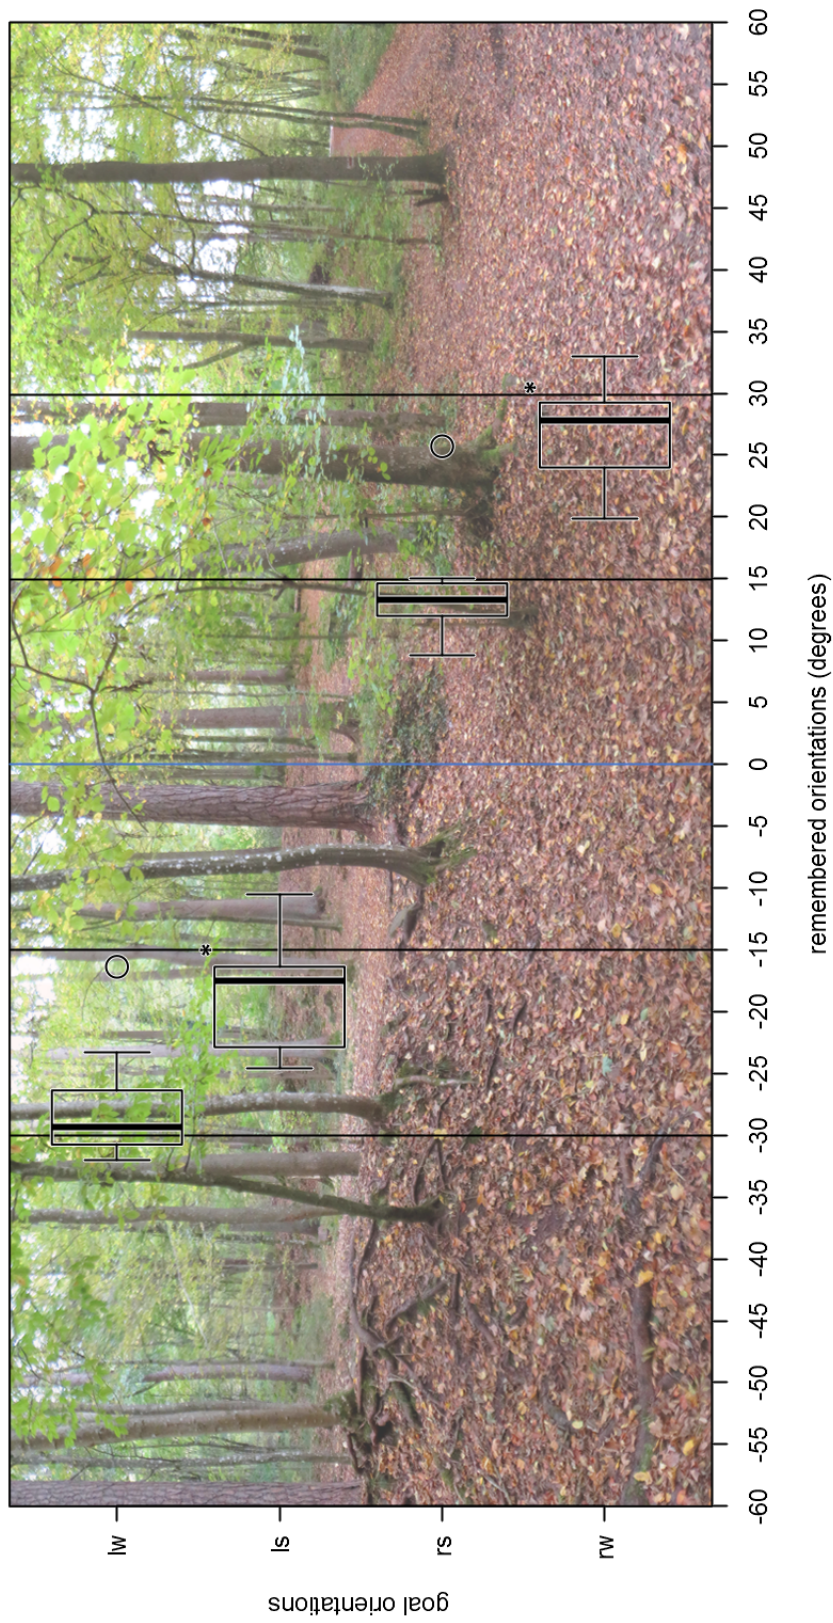 goal orientations
lw
ls
rs
rw
*
*
-60 -55 -50 -45 -40 -35 -30 -25 -20 -15 -10 -5 0 5 10 15 20 25 30 35 40 45 50 55 60
remembered orientations (degrees)